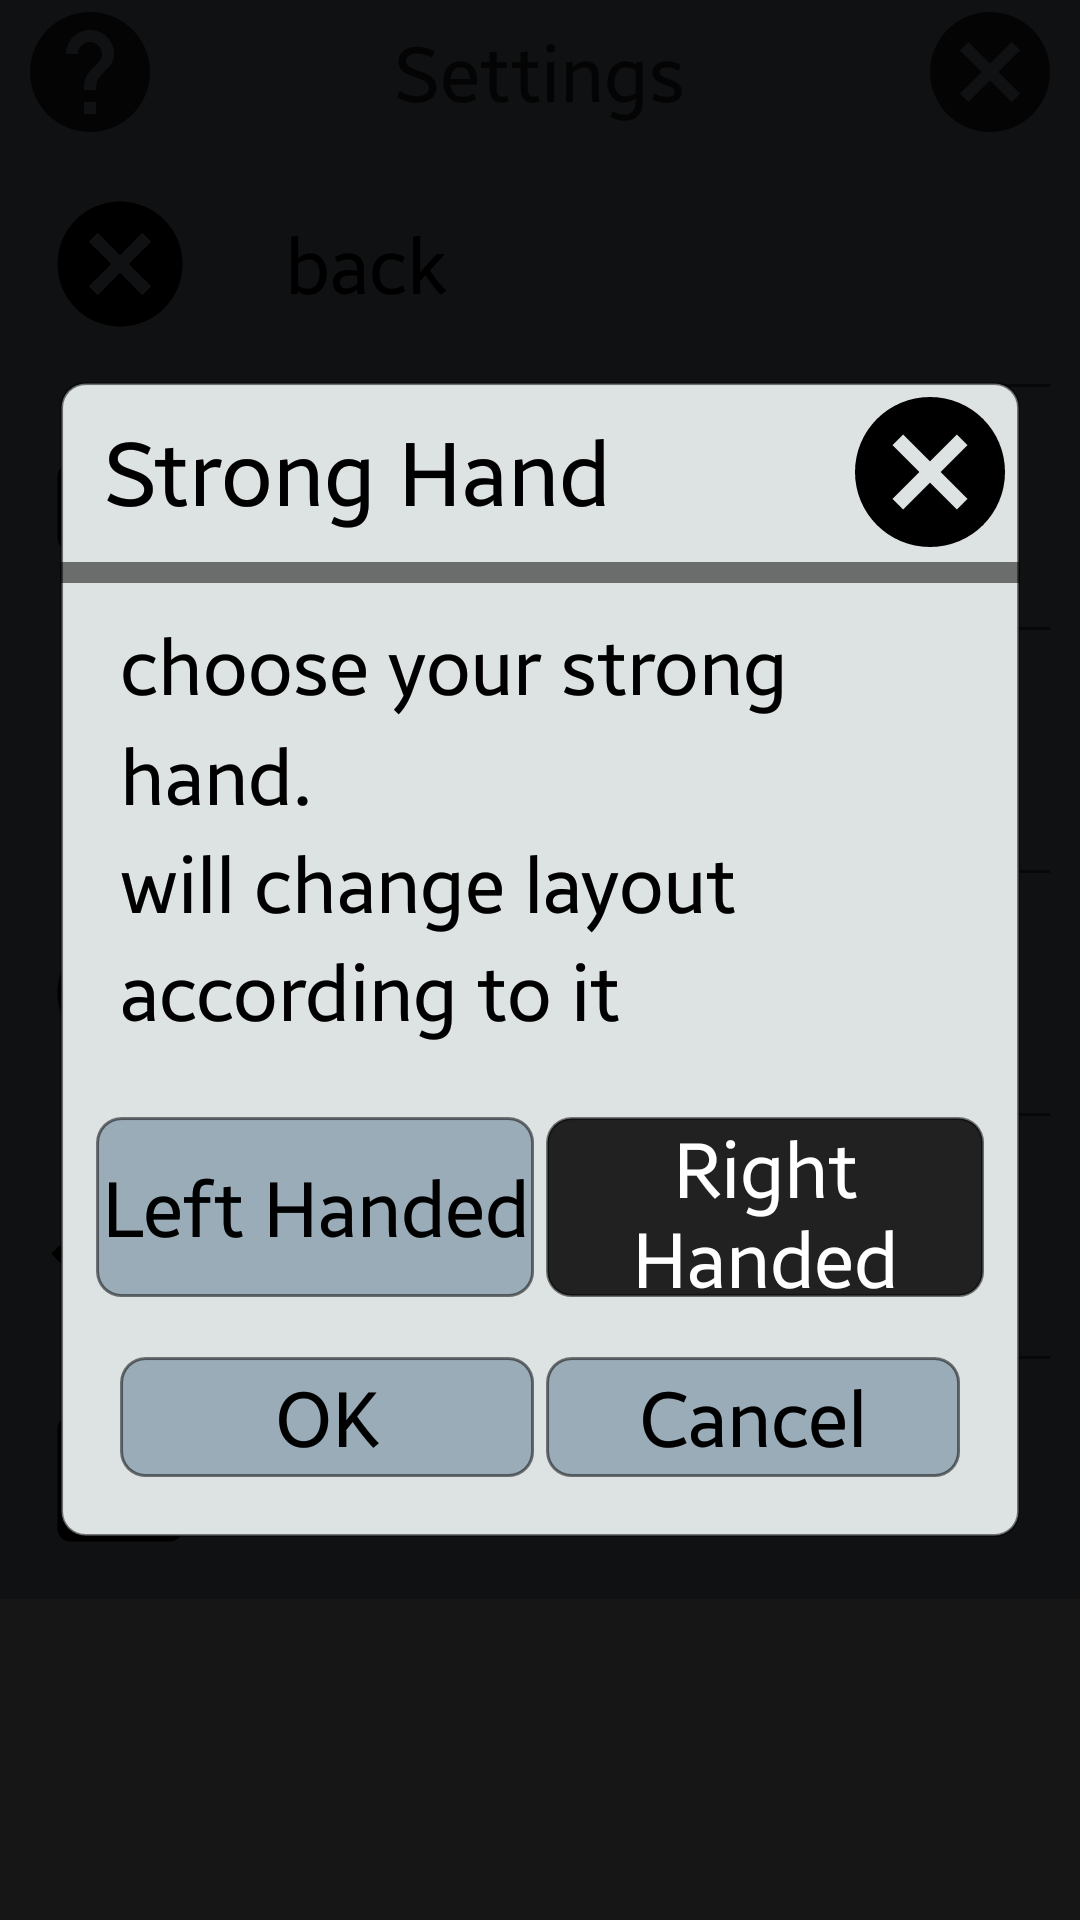 Settings
back
Strong Hand
choose your strong
hand.
will change layout
according to it
Left Handed
Right
Handed
OK
Cancel